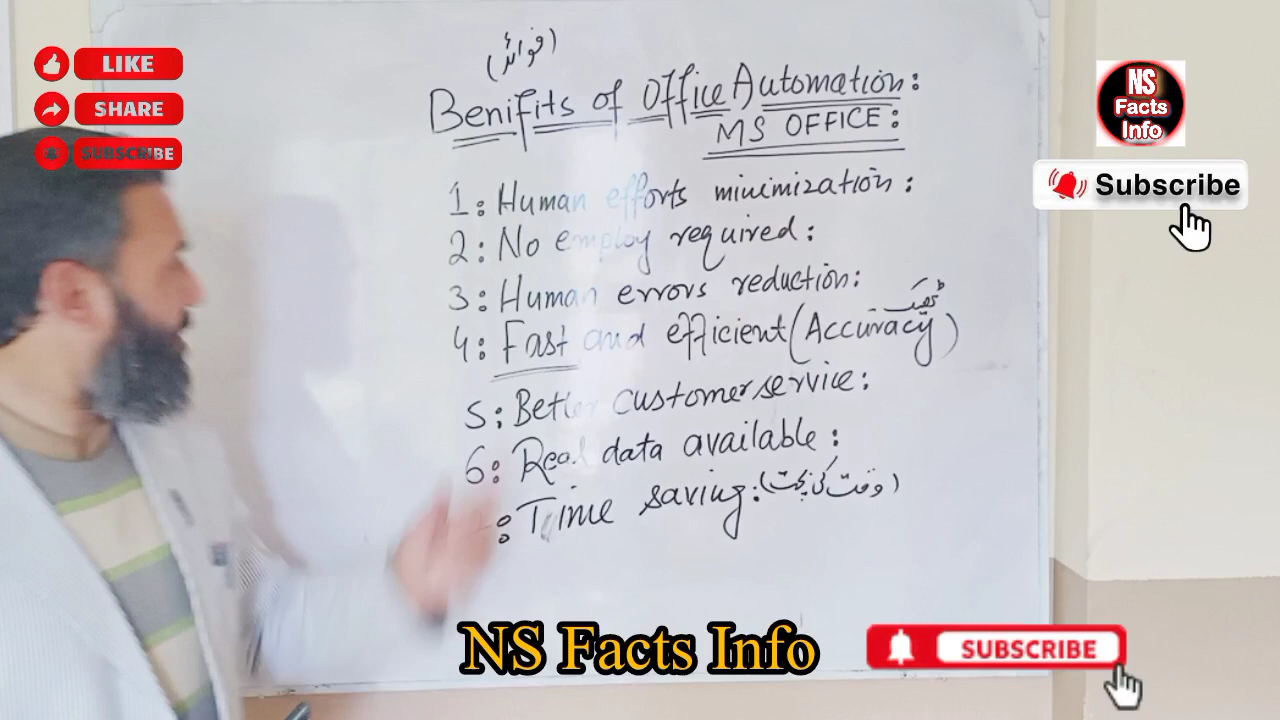 (فوائد)
Benifits of Office Automation:
MS OFFICE:
1: Human efforts minimization:
2: No employ required:
3: Human errors reduction:
4: Fast and efficient (Accuracy) ٹھیک
5: Better customer service:
6: Real data available:
: Time saving: (وقت کی بچت)
LIKE
SHARE
SUBSCRIBE
NS
Facts
Info
Subscribe
NS Facts Info
SUBSCRIBE